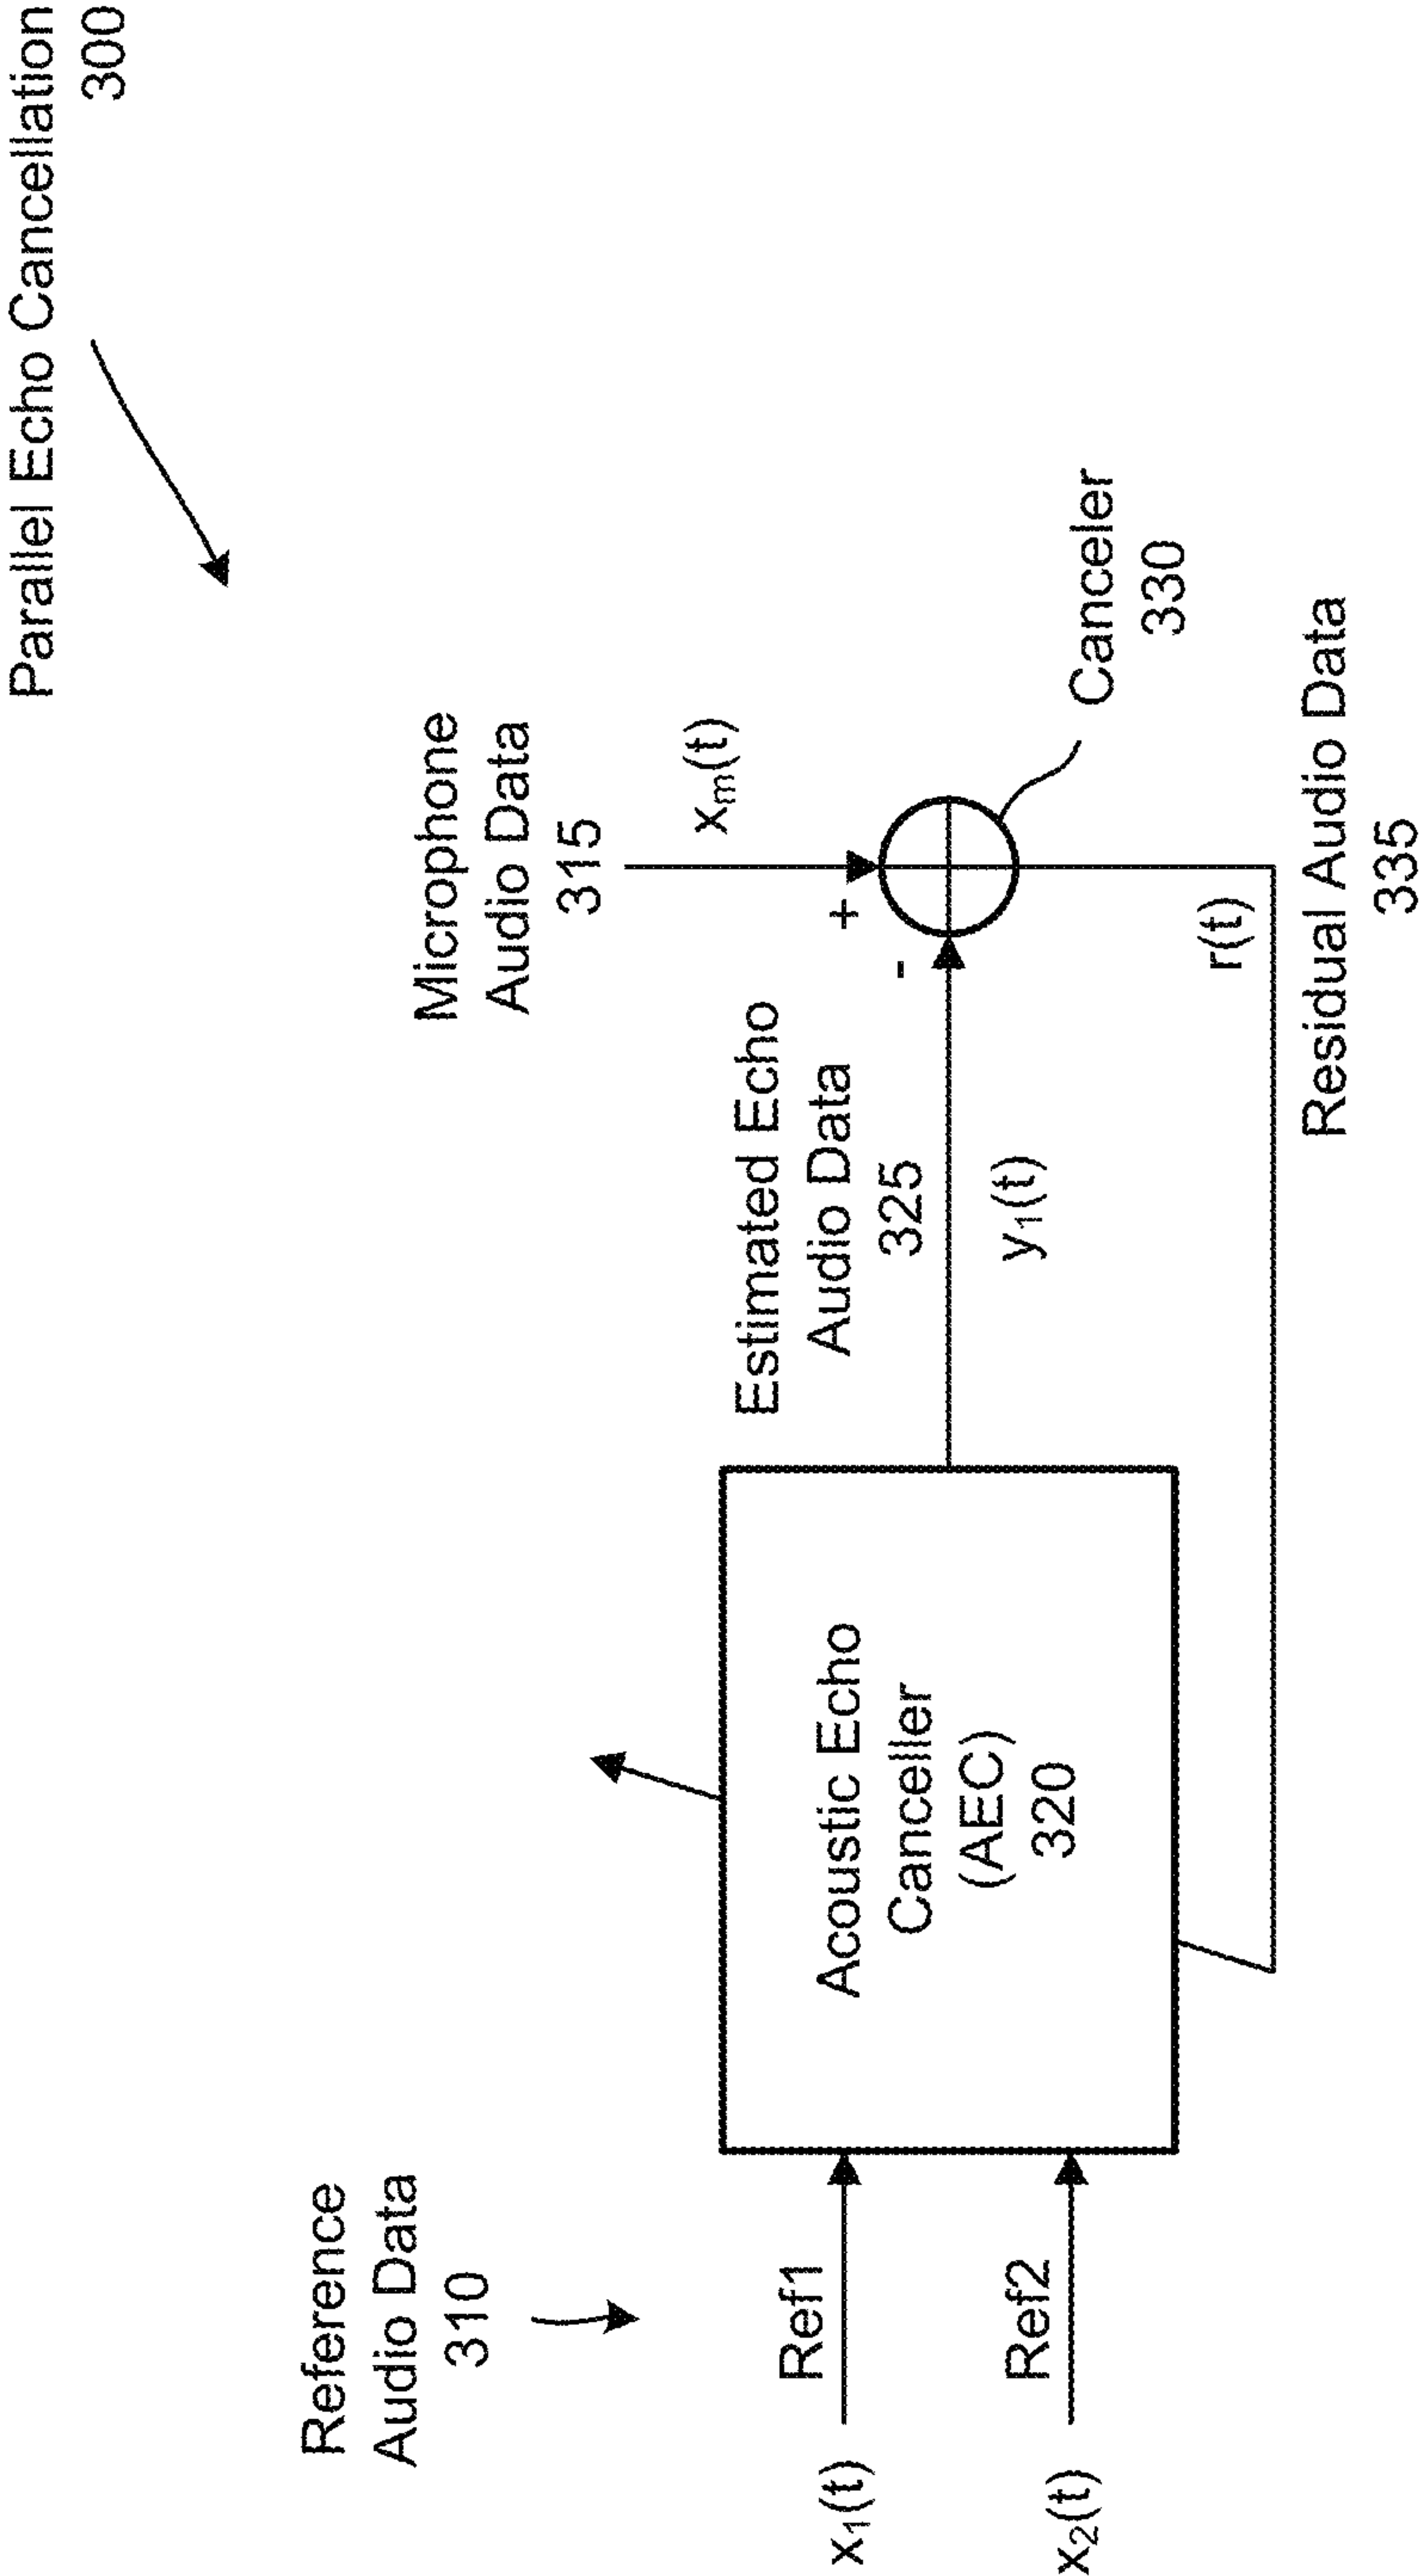 Parallel Echo Cancellation
300
Microphone
Audio Data
315
xₘ(t)
Reference
Audio Data
310
Estimated Echo
Audio Data
325
+
-
Ref1
x₁(t)
Acoustic Echo
Canceller
(AEC)
320
y₁(t)
Canceler
330
Ref2
x₂(t)
r(t)
Residual Audio Data
335